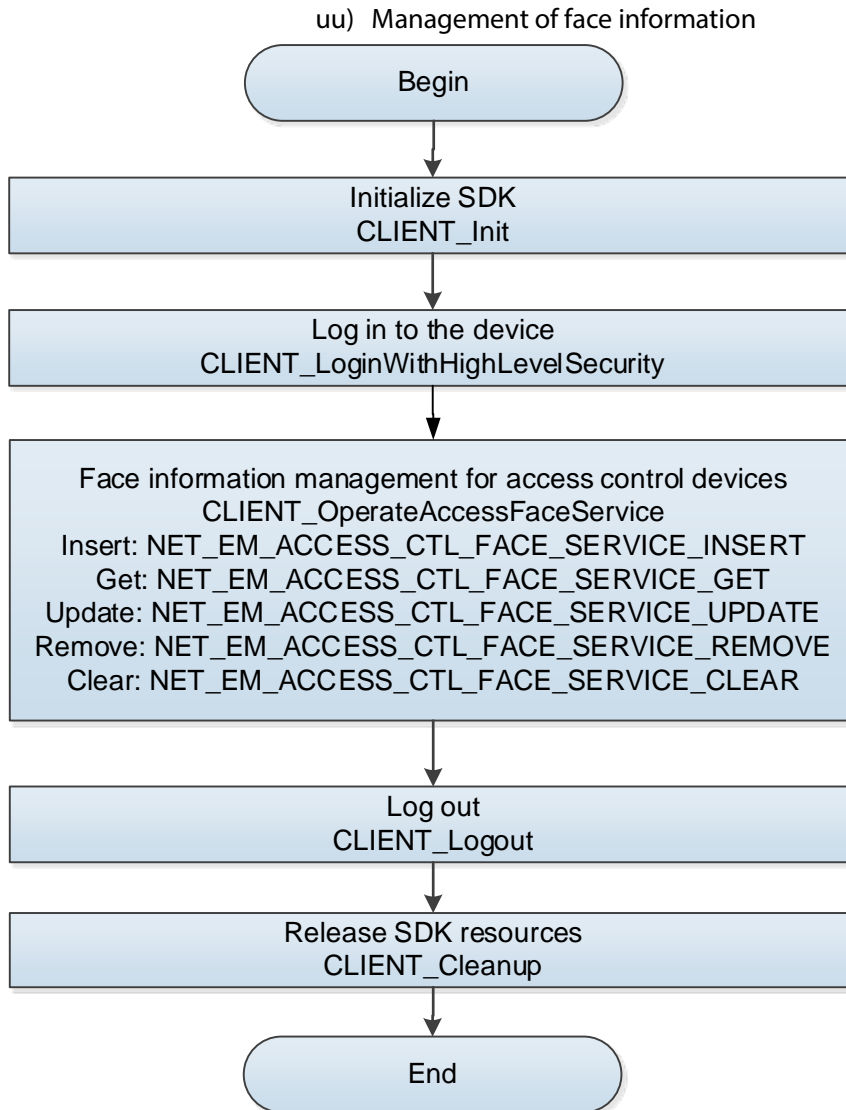 uu) Management of face information
Begin
Initialize SDK
CLIENT_Init
Log in to the device
CLIENT_LoginWithHighLevelSecurity
Face information management for access control devices
CLIENT_OperateAccessFaceService
Insert: NET_EM_ACCESS_CTL_FACE_SERVICE_INSERT
Get: NET_EM_ACCESS_CTL_FACE_SERVICE_GET
Update: NET_EM_ACCESS_CTL_FACE_SERVICE_UPDATE
Remove: NET_EM_ACCESS_CTL_FACE_SERVICE_REMOVE
Clear: NET_EM_ACCESS_CTL_FACE_SERVICE_CLEAR
Log out
CLIENT_Logout
Release SDK resources
CLIENT_Cleanup
End